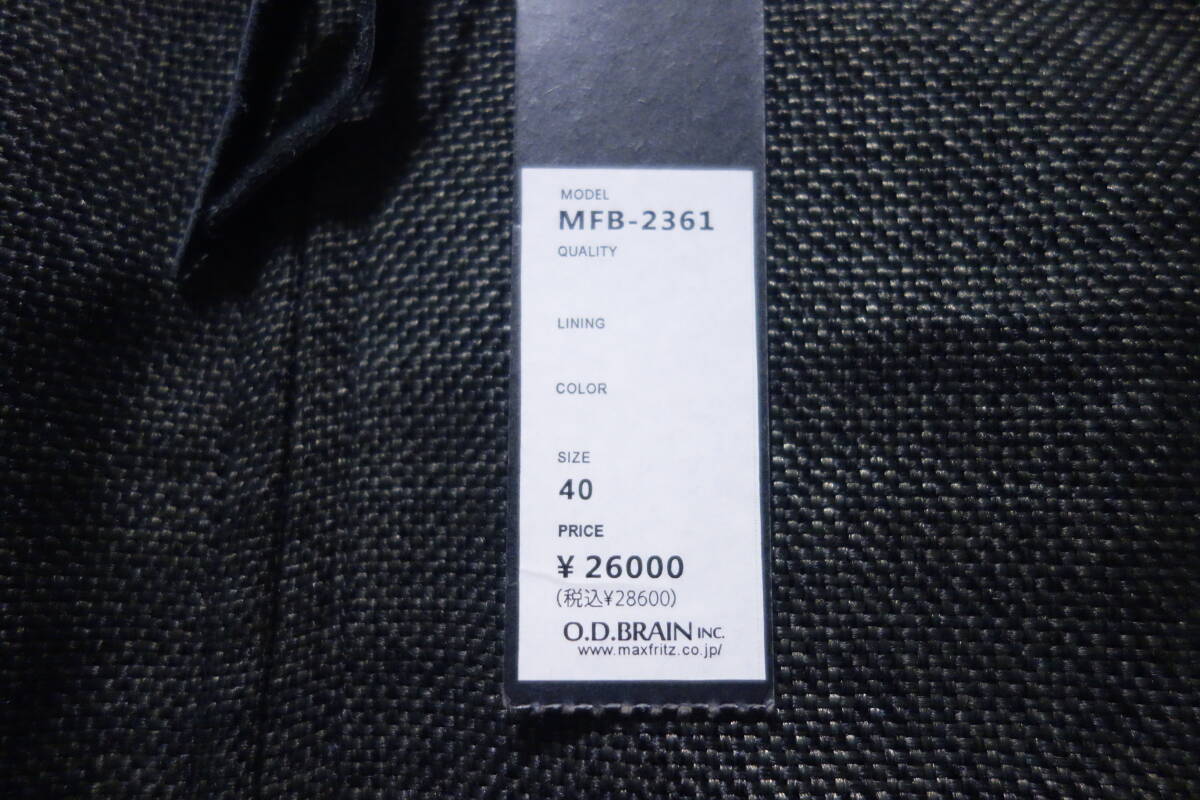 MODEL
MFB-2361
QUALITY
LINING
COLOR
SIZE
40
PRICE
¥ 26000
(税込¥28600)
O.D.BRAIN INC.
www.maxfritz.co.jp/